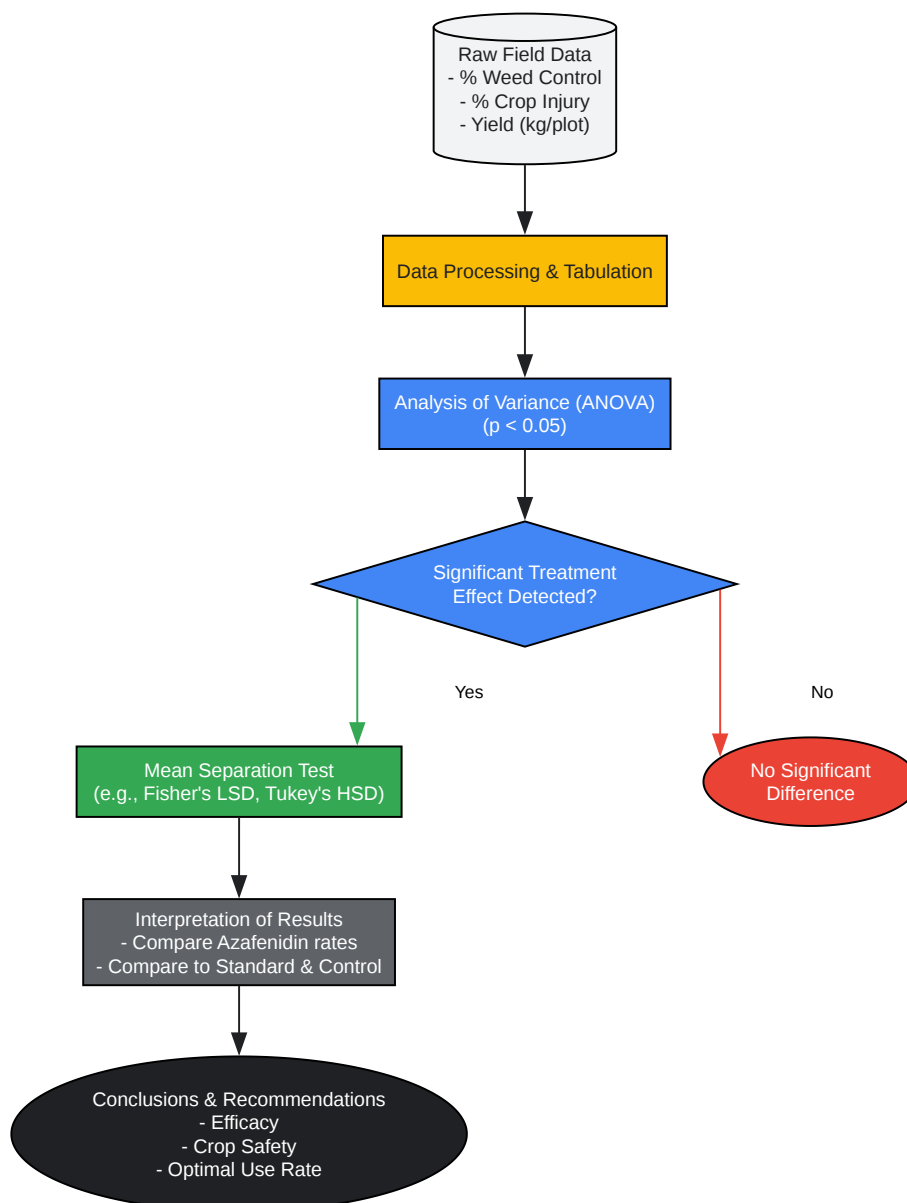 Raw Field Data
- % Weed Control
- % Crop Injury
- Yield (kg/plot)
Data Processing & Tabulation
Analysis of Variance (ANOVA)
(p < 0.05)
Significant Treatment
Effect Detected?
Yes
No
Mean Separation Test
(e.g., Fisher's LSD, Tukey's HSD)
No Significant
Difference
Interpretation of Results
- Compare Azafenidin rates
- Compare to Standard & Control
Conclusions & Recommendations
- Efficacy
- Crop Safety
- Optimal Use Rate